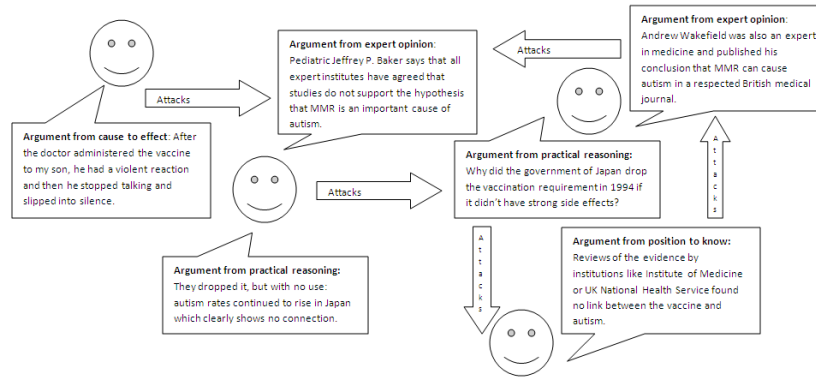 Argument from expert opinion:
Pediatric Jeffrey P. Baker says that all
expert institutes have agreed that
studies do not support the hypothesis
that MMR is an important cause of
autism.
Attacks
Argument from expert opinion:
Andrew Wakefield was also an expert
in medicine and published his
conclusion that MMR can cause
autism in a respected British medical
journal.
Attacks
Argument from cause to effect: After
the doctor administered the vaccine
to my son, he had a violent reaction
and then he stopped talking and
slipped into silence.
Attacks
Argument from practical reasoning:
Why did the government of Japan drop
the vaccination requirement in 1994 if
it didn't have strong side effects?
Attacks
Argument from practical reasoning:
They dropped it, but with no use:
autism rates continued to rise in Japan
which clearly shows no connection.
Attacks
Argument from position to know:
Reviews of the evidence by
institutions like Institute of Medicine
or UK National Health Service found
no link between the vaccine and
autism.
Attacks